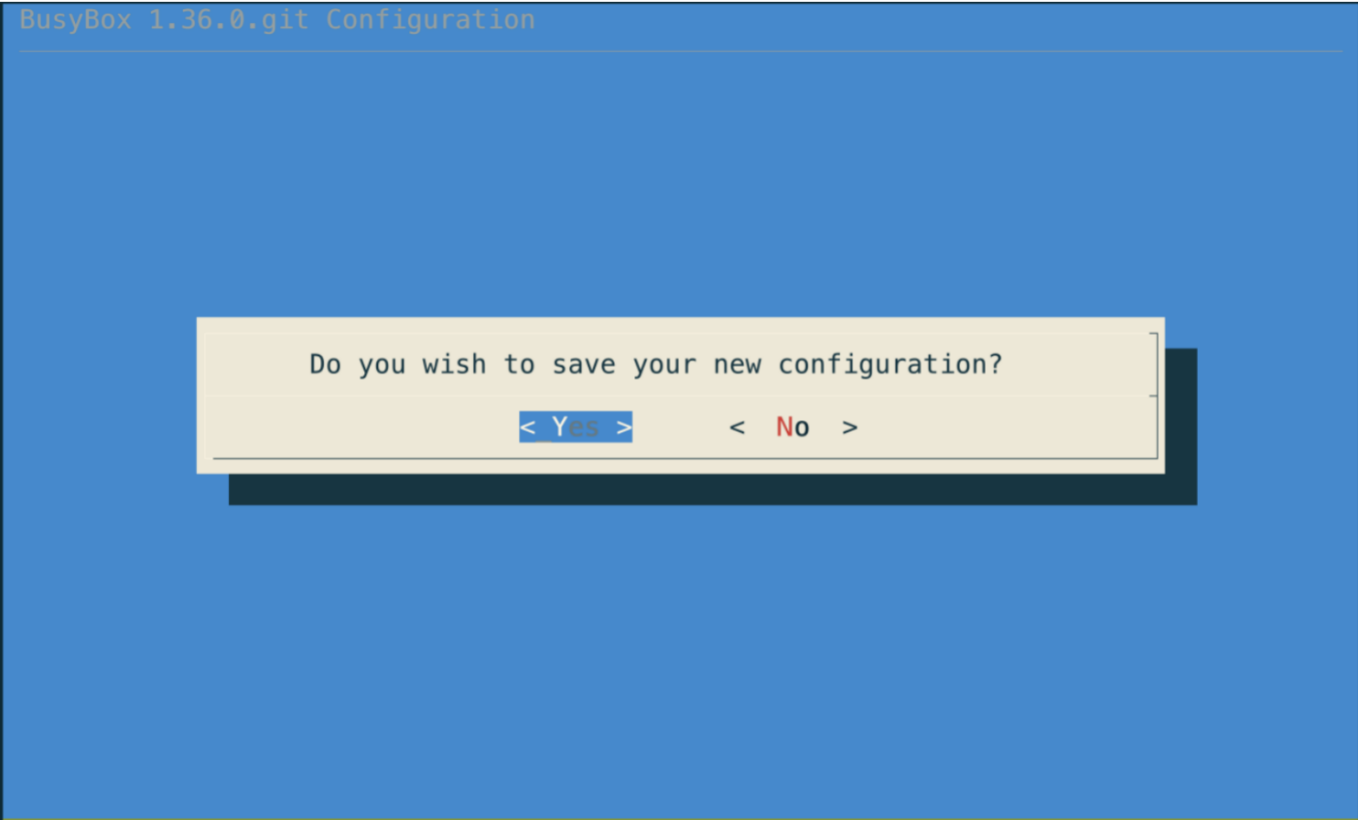 BusyBox 1.36.0.git Configuration
Do you wish to save your new configuration?
< Yes > < No >